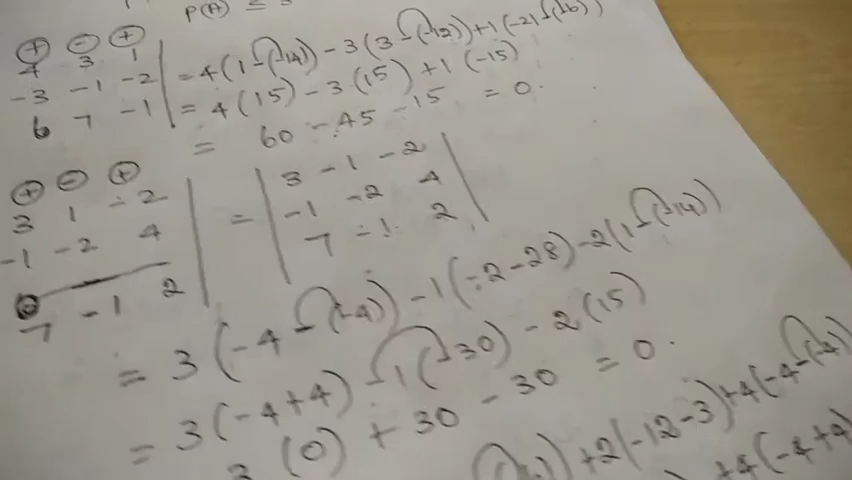 P(A) ≤ 3
⊕ ⊖ ⊕
4 3 1
-3 -1 -2
6 7 -1
= 4(1-(-14)) - 3(3-(-12)) + 1(-21-(-6))
= 4(15) - 3(15) + 1(-15)
= 60 - 45 - 15 = 0.
⊕ ⊖ ⊕
3 1 -2
-1 -2 4
7 -1 2
=
3 -1 -2
-1 -2 4
7 -1 2
= 3(-4-(-4)) - 1(-2-28) - 2(1-(-14))
= 3(-4+4) - 1(-30) - 2(15)
3(0) + 30 - 30 = 0.
+2(-12-3)+4(-4-(-4)
+4(-4+4)